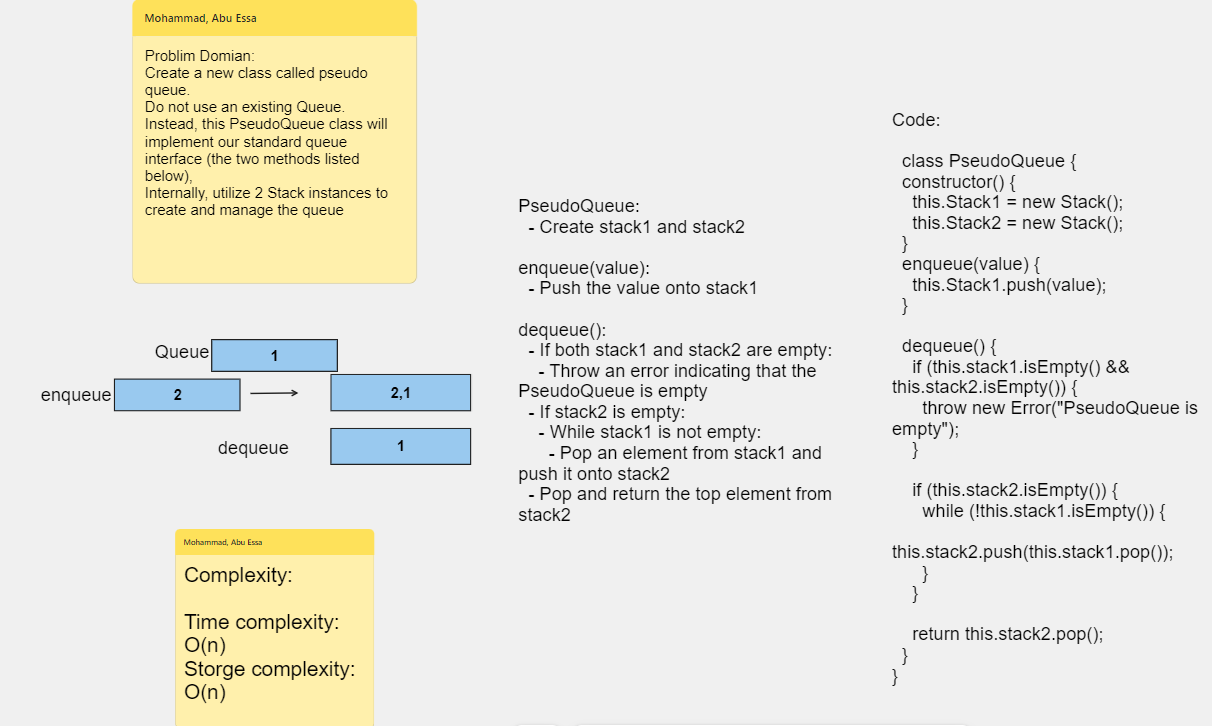 Mohammad, Abu Essa
Problim Domian:
Create a new class called pseudo
queue.
Do not use an existing Queue.
Instead, this PseudoQueue class will
implement our standard queue
interface (the two methods listed
below),
Internally, utilize 2 Stack instances to
create and manage the queue
Queue
1
enqueue
2
2,1
dequeue
1
Mohammad, Abu Essa
Complexity:
Time complexity:
O(n)
Storge complexity:
O(n)
PseudoQueue:
- Create stack1 and stack2
enqueue(value):
- Push the value onto stack1
dequeue():
- If both stack1 and stack2 are empty:
- Throw an error indicating that the
PseudoQueue is empty
- If stack2 is empty:
- While stack1 is not empty:
- Pop an element from stack1 and
push it onto stack2
- Pop and return the top element from
stack2
Code:
class PseudoQueue {
constructor() {
this.Stack1 = new Stack();
this.Stack2 = new Stack();
}
enqueue(value) {
this.Stack1.push(value);
}
dequeue() {
if (this.stack1.isEmpty() &&
this.stack2.isEmpty()) {
throw new Error("PseudoQueue is
empty");
}
if (this.stack2.isEmpty()) {
while (!this.stack1.isEmpty()) {
this.stack2.push(this.stack1.pop());
}
}
return this.stack2.pop();
}
}